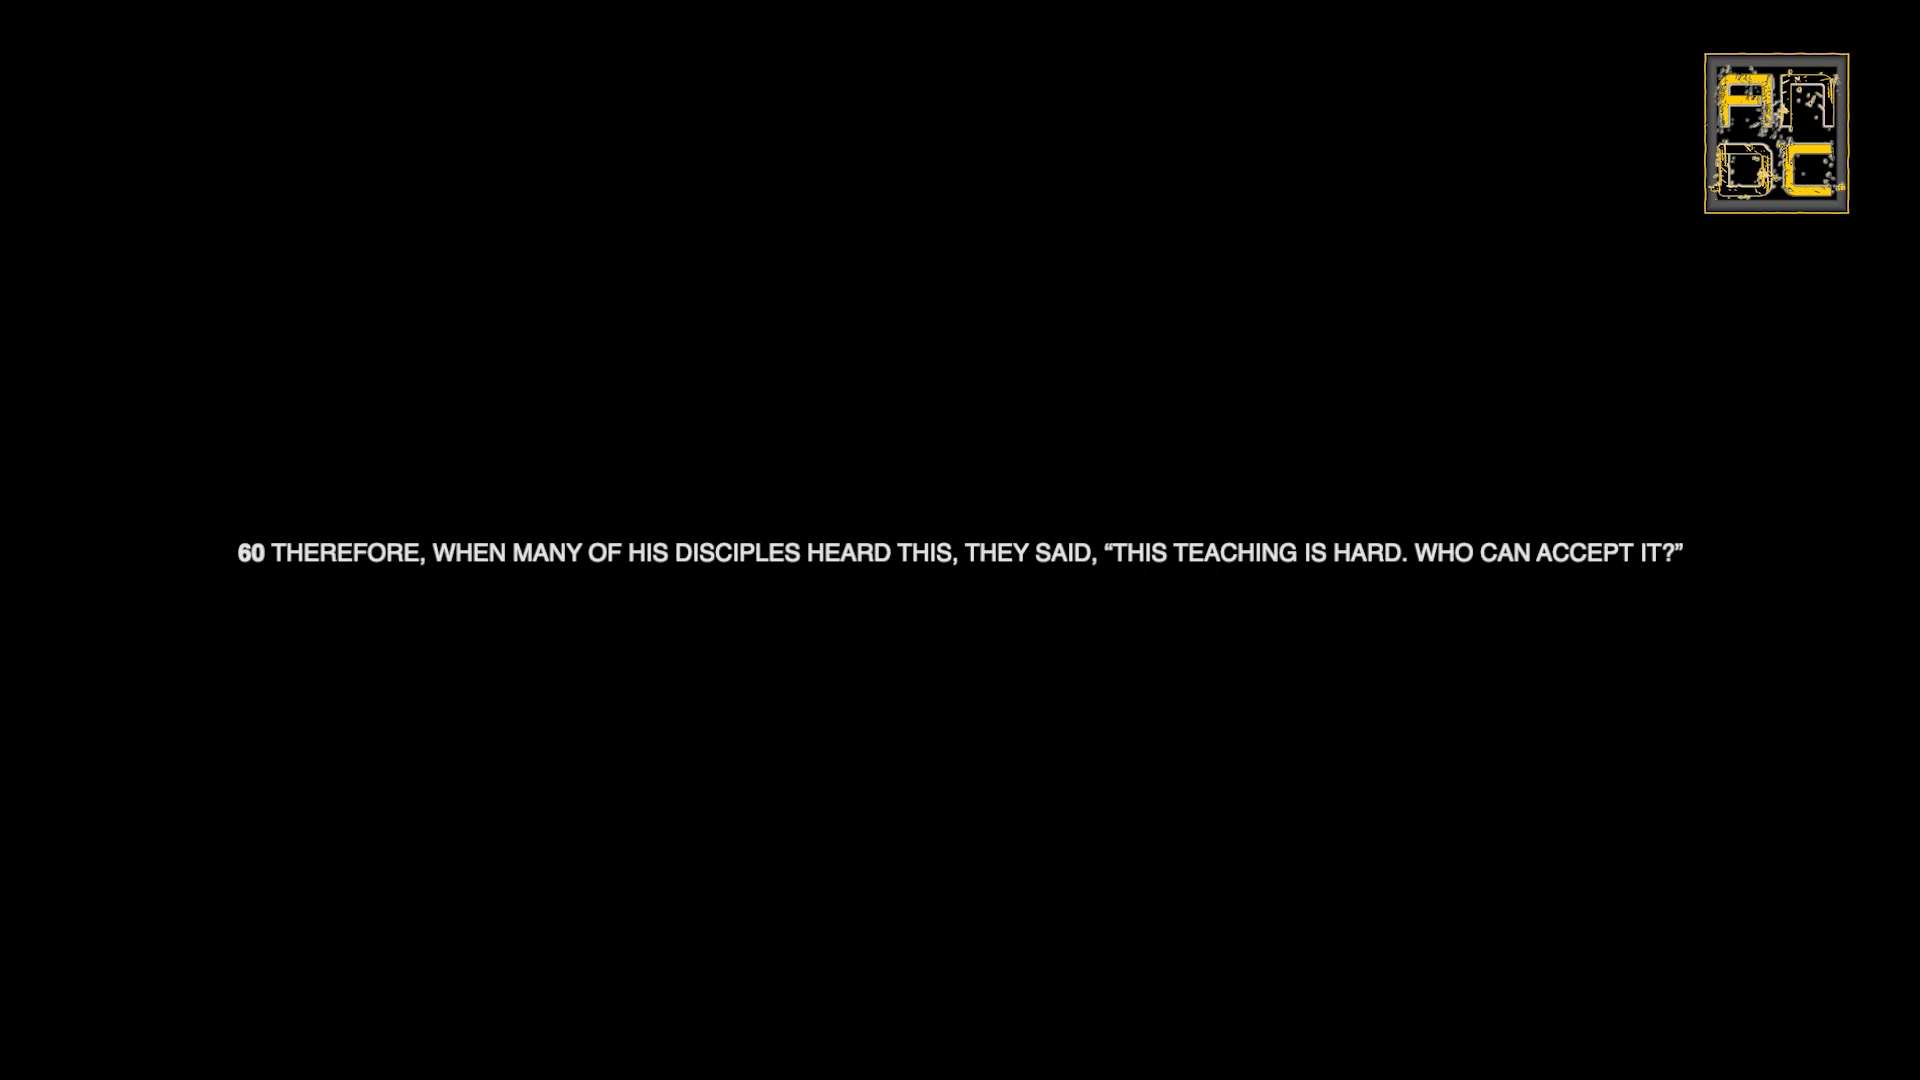 60 THEREFORE, WHEN MANY OF HIS DISCIPLES HEARD THIS, THEY SAID, “THIS TEACHING IS HARD. WHO CAN ACCEPT IT?”